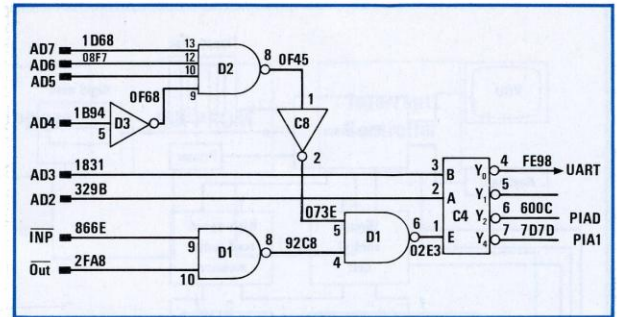 AD7 1D68 13
AD6 08F7 12
AD5 10
9
D2
8 0F45
0F68
AD4 1B94 5 D3
1
C8
2
AD3 1831 3 B
AD2 329B 2 A
073E
INP 866E 9
Out 2FA8 10
D1
8 92C8
5
4
D1
6
02E3
1 E
C4
Y0 4 FE98 UART
Y1 5
Y2 6 600C PIAD
Y4 7 7D7D PIA1